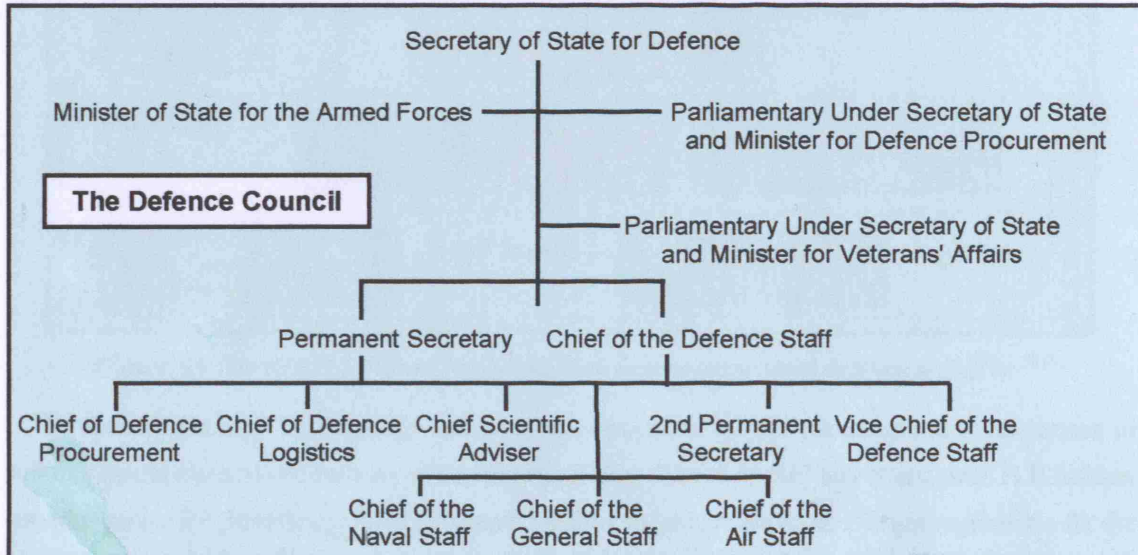 Secretary of State for Defence
Minister of State for the Armed Forces
Parliamentary Under Secretary of State
and Minister for Defence Procurement
The Defence Council
Parliamentary Under Secretary of State
and Minister for Veterans' Affairs
Permanent Secretary
Chief of the Defence Staff
Chief of Defence
Procurement
Chief of Defence
Logistics
Chief Scientific
Adviser
2nd Permanent
Secretary
Vice Chief of the
Defence Staff
Chief of the
Naval Staff
Chief of the
General Staff
Chief of the
Air Staff